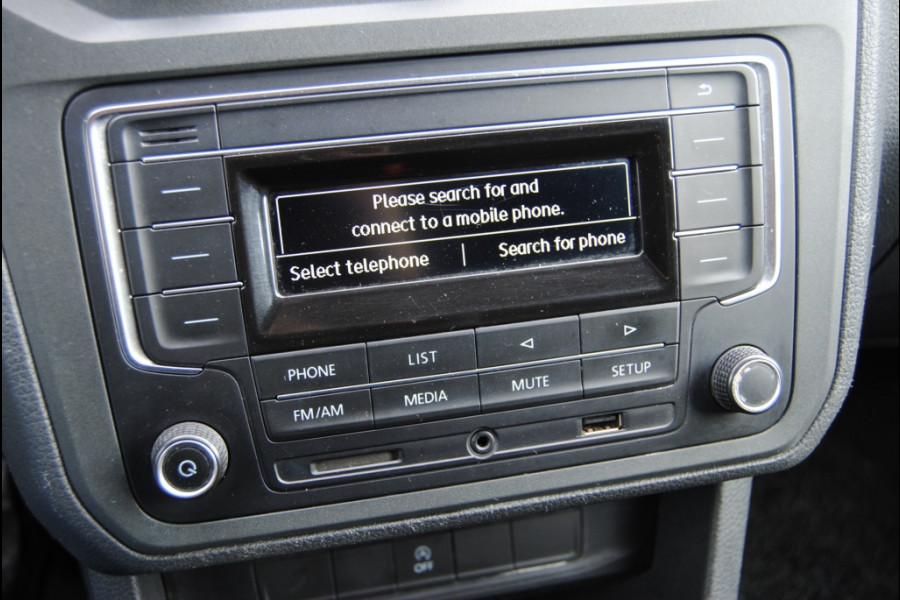 Please search for and
connect to a mobile phone.
Select telephone
Search for phone
PHONE LIST
FM/AM MEDIA MUTE SETUP
OFF